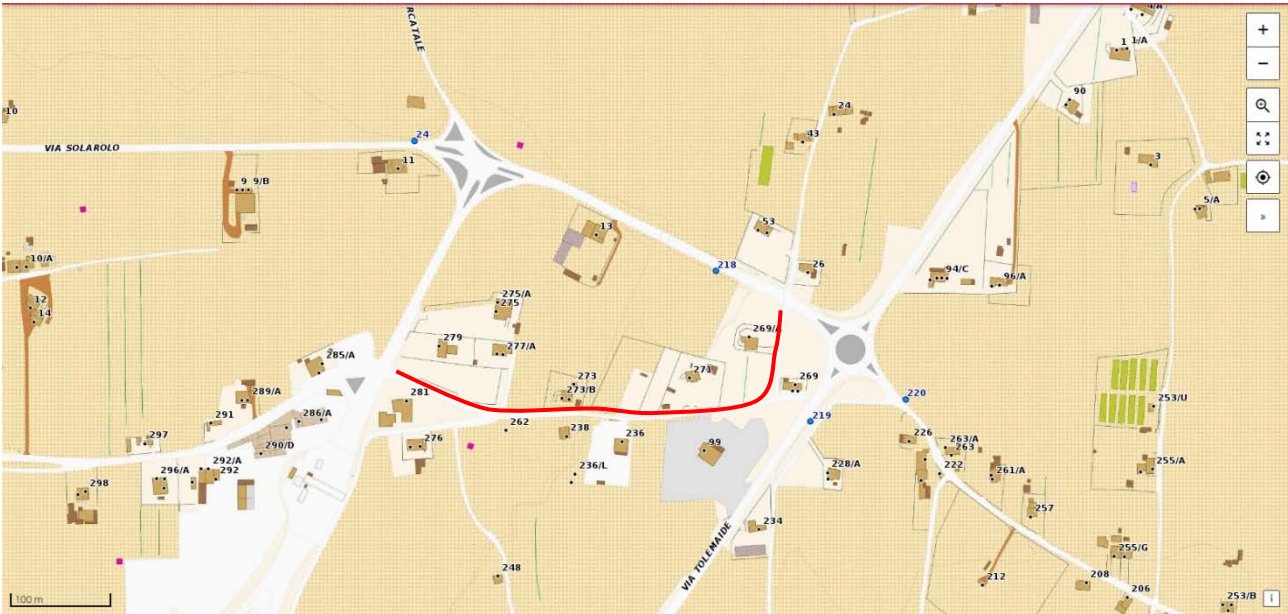 4/A
RCATALE
1 1/A
+
−
90
10
24
24
43
VIA SOLAROLO
11
3
9 9/B
5/A
»
53
13
10/A
218
26
94/C
96/A
12
14
275/A
275
269/A
279
277/A
285/A
273
271
269
273/B
289/A
281
220
253/U
286/A
291
262
219
238
236
226
297
276
99
263/A
263
290/D
292/A
292
296/A
236/L
228/A
222
261/A
255/A
298
257
234
VIA TOLEMAIDE
255/G
248
212
208
206
100 m
i
253/B